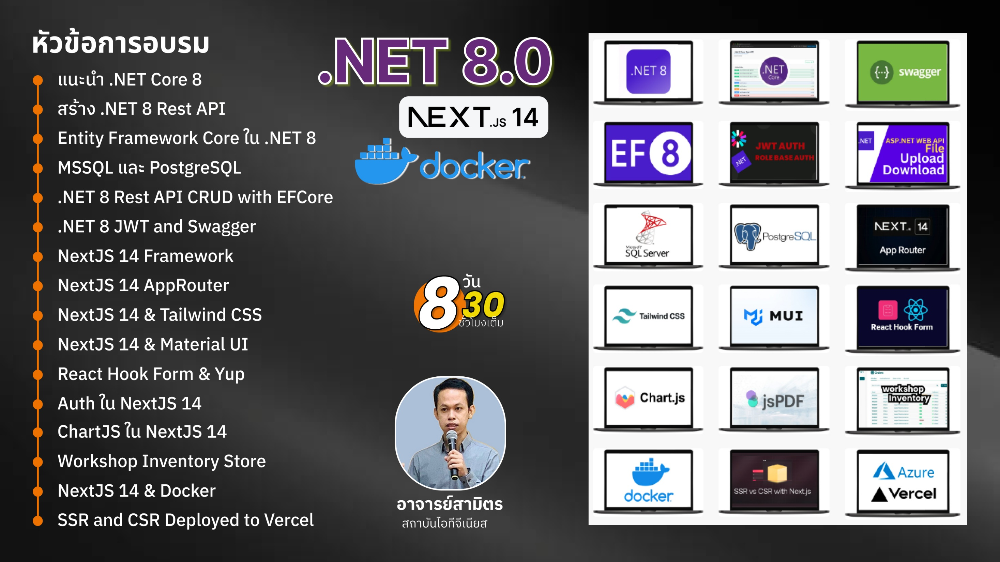 หัวข้อการอบรม
แนะนำ .NET Core 8
สร้าง .NET 8 Rest API
Entity Framework Core ใน .NET 8
MSSQL และ PostgreSQL
.NET 8 Rest API CRUD with EFCore
.NET 8 JWT and Swagger
NextJS 14 Framework
NextJS 14 AppRouter
NextJS 14 & Tailwind CSS
NextJS 14 & Material UI
React Hook Form & Yup
Auth ใน NextJS 14
ChartJS ใน NextJS 14
Workshop Inventory Store
NextJS 14 & Docker
SSR and CSR Deployed to Vercel
.NET 8.0
NEXT.JS 14
docker
8 วัน
30
ชั่วโมงเต็ม
อาจารย์สามิตร
สถาบันไอทีจีเนียส
.NET 8
.NET
Core
{...} swagger
EF 8
JWT AUTH
ROLE BASE AUTH
.NET
.NET
ASP.NET WEB API
File
Upload
Download
Microsoft
SQL Server
PostgreSQL
NEXT.JS 14
App Router
Tailwind CSS
MUI
React Hook Form
Chart.js
jsPDF
Orders
workshop
Inventory
docker
SSR vs CSR with Next.js
Azure
Vercel